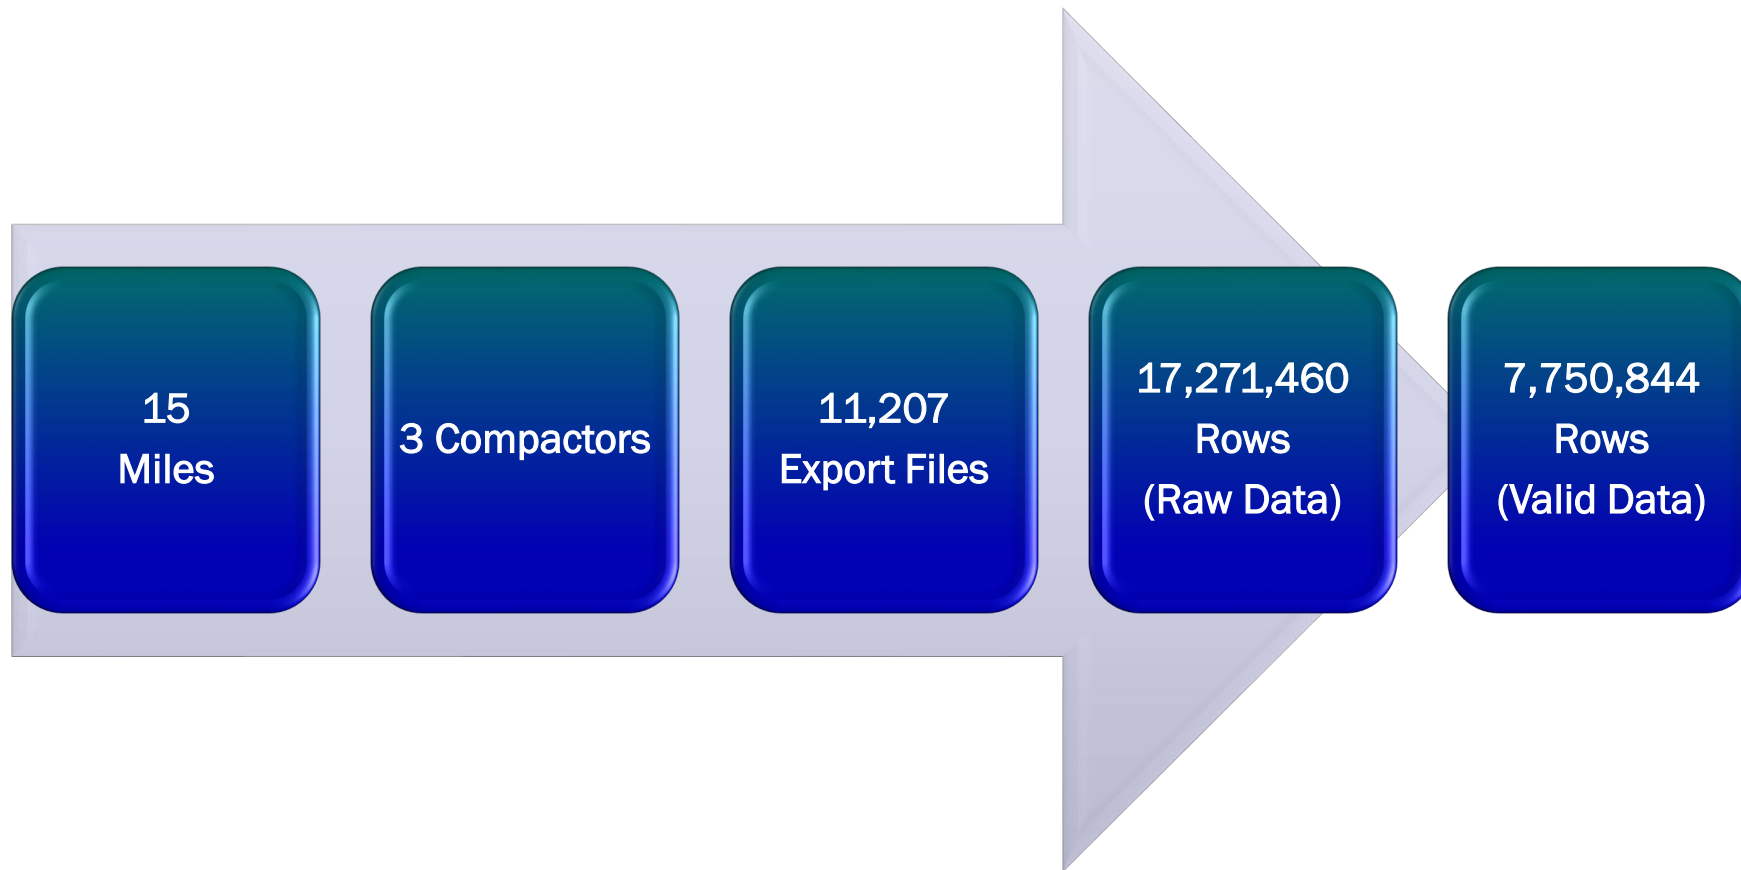 15
Miles
3 Compactors
11,207
Export Files
17,271,460
Rows
(Raw Data)
7,750,844
Rows
(Valid Data)